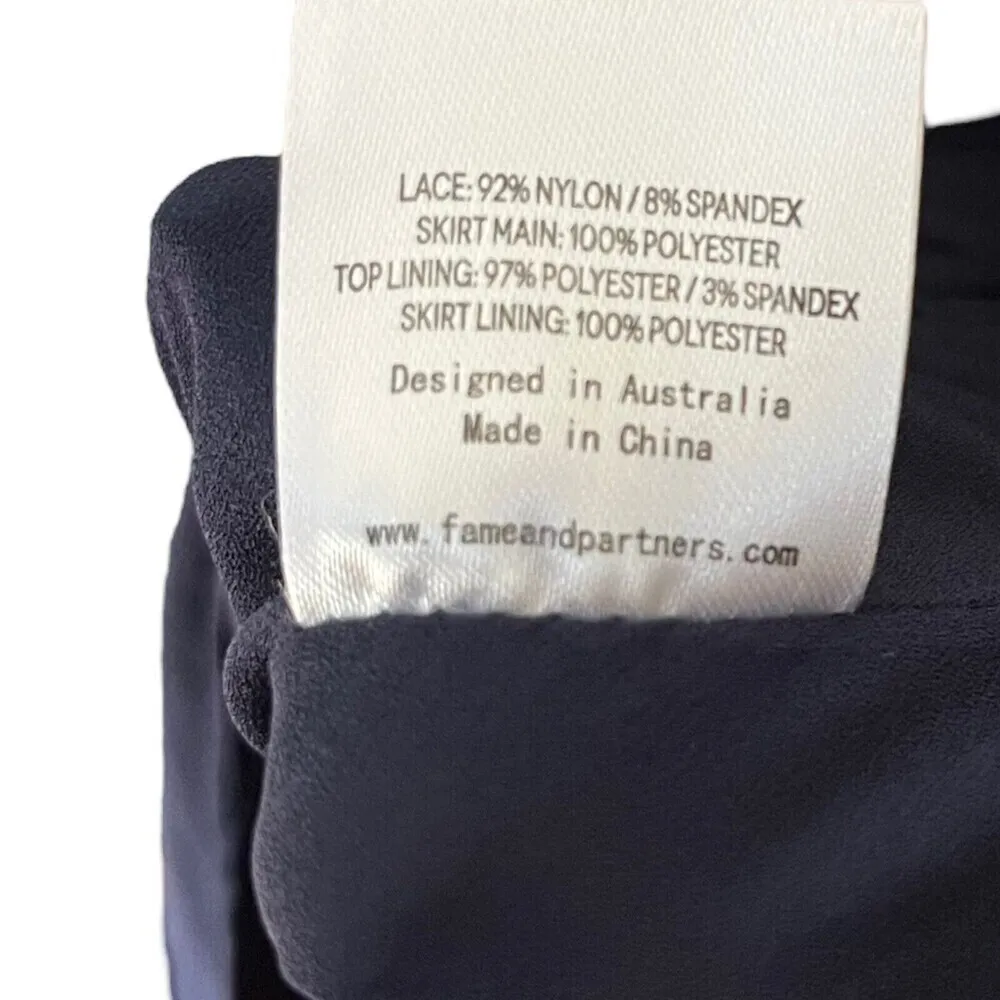 LACE: 92% NYLON / 8% SPANDEX
SKIRT MAIN: 100% POLYESTER
TOP LINING: 97% POLYESTER / 3% SPANDEX
SKIRT LINING: 100% POLYESTER
Designed in Australia
Made in China
www. fameandpartners. com